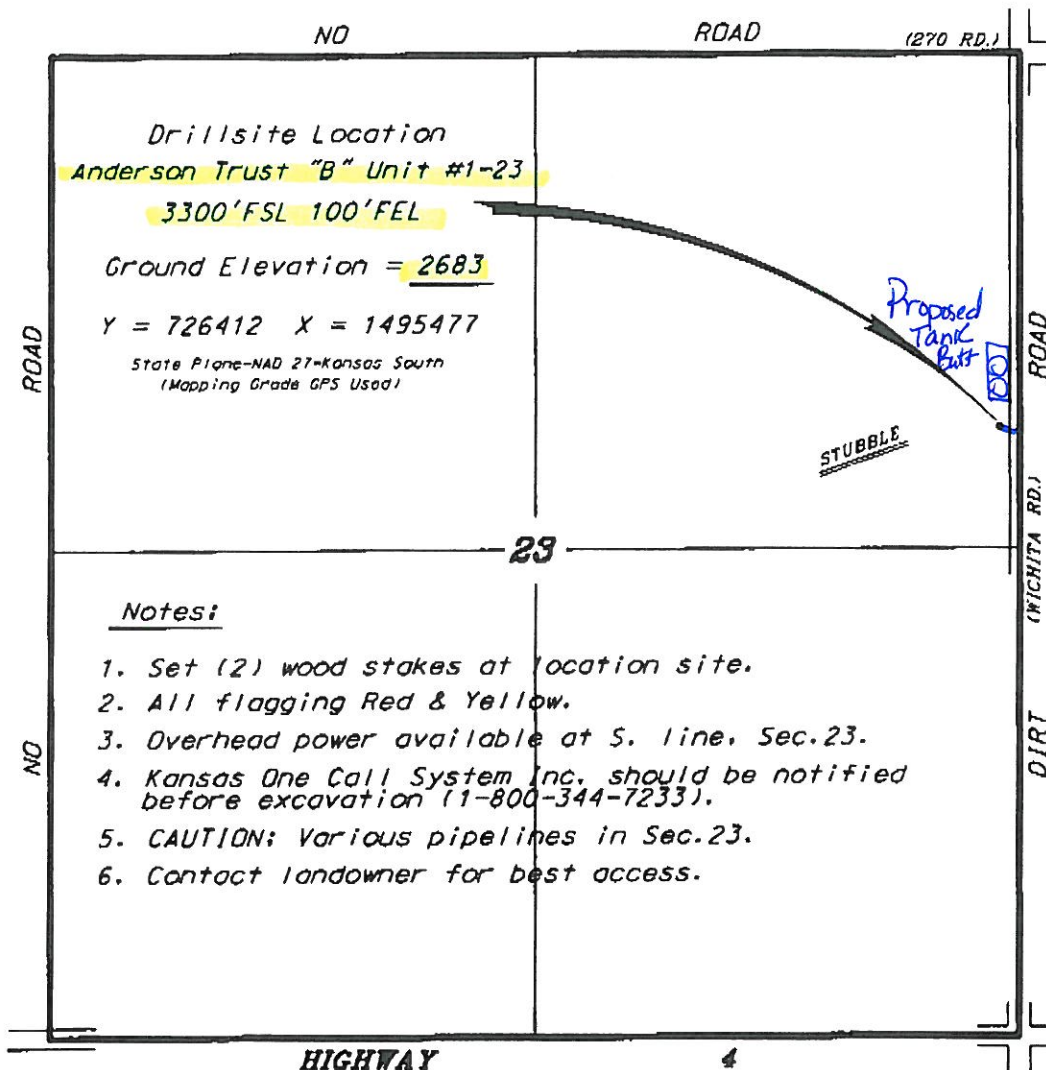 NO ROAD (270 RD.)
Drillsite Location
Anderson Trust "B" Unit #1-23
3300'FSL 100'FEL
Ground Elevation = 2683
Y = 726412 X = 1495477
State Plane-NAD 27-Kansas South
(Mapping Grade GPS Used)
Proposed
Tank
Batt
STUBBLE
NO ROAD
DIRT (WICHITA RD.) ROAD
23
Notes:
1. Set (2) wood stakes at location site.
2. All flagging Red & Yellow.
3. Overhead power available at S. line, Sec.23.
4. Kansas One Call System Inc. should be notified
before excavation (1-800-344-7233).
5. CAUTION: Various pipelines in Sec.23.
6. Contact landowner for best access.
HIGHWAY 4